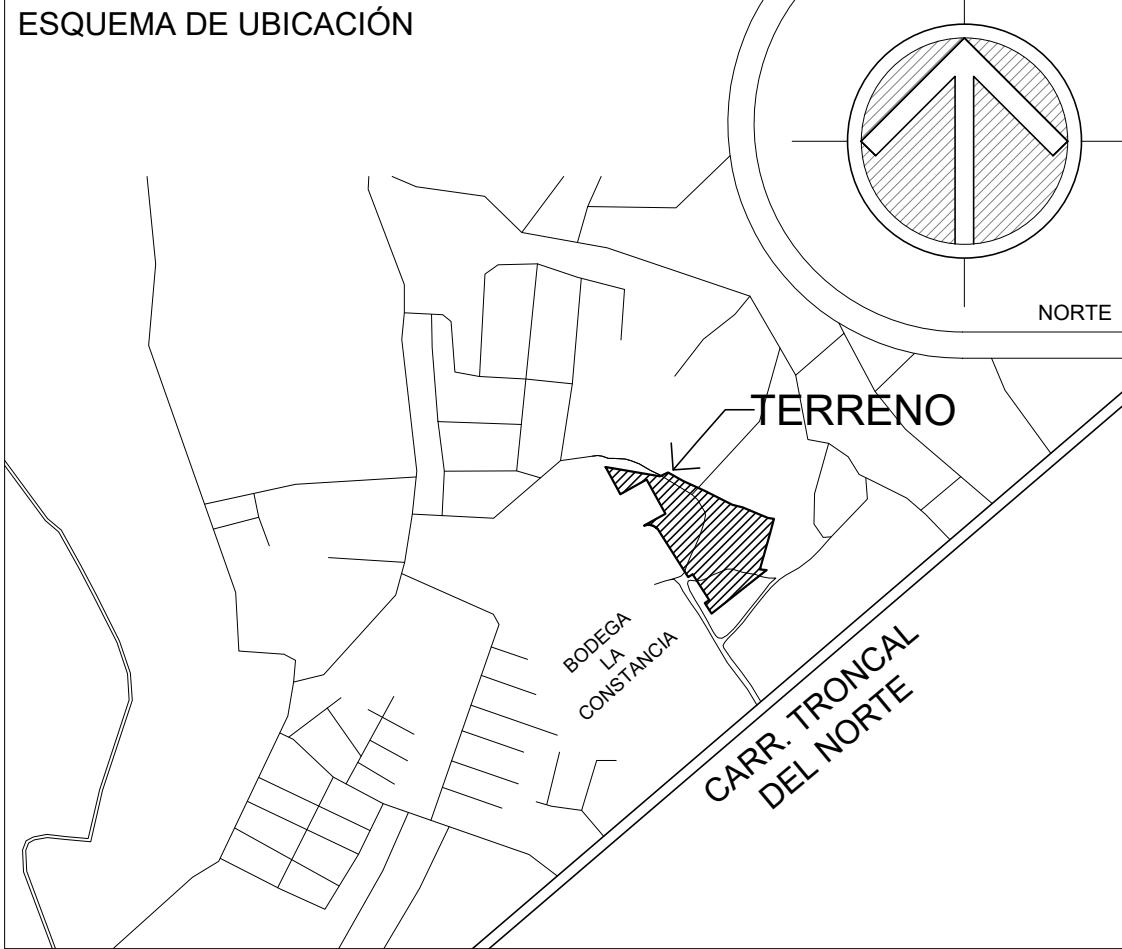 ESQUEMA DE UBICACIÓN
NORTE
TERRENO
BODEGA
LA
CONSTANCIA
CARR. TRONCAL
DEL NORTE